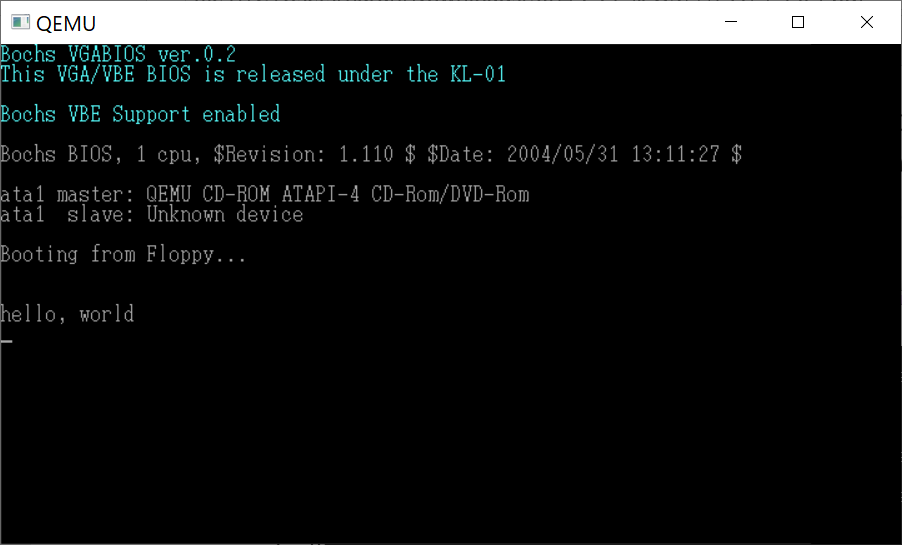 QEMU
Bochs VGABIOS ver.0.2
This VGA/VBE BIOS is released under the KL-01
Bochs VBE Support enabled
Bochs BIOS, 1 cpu, $Revision: 1.110 $ $Date: 2004/05/31 13:11:27 $
ata1 master: QEMU CD-ROM ATAPI-4 CD-Rom/DVD-Rom
ata1  slave: Unknown device
Booting from Floppy...
hello, world